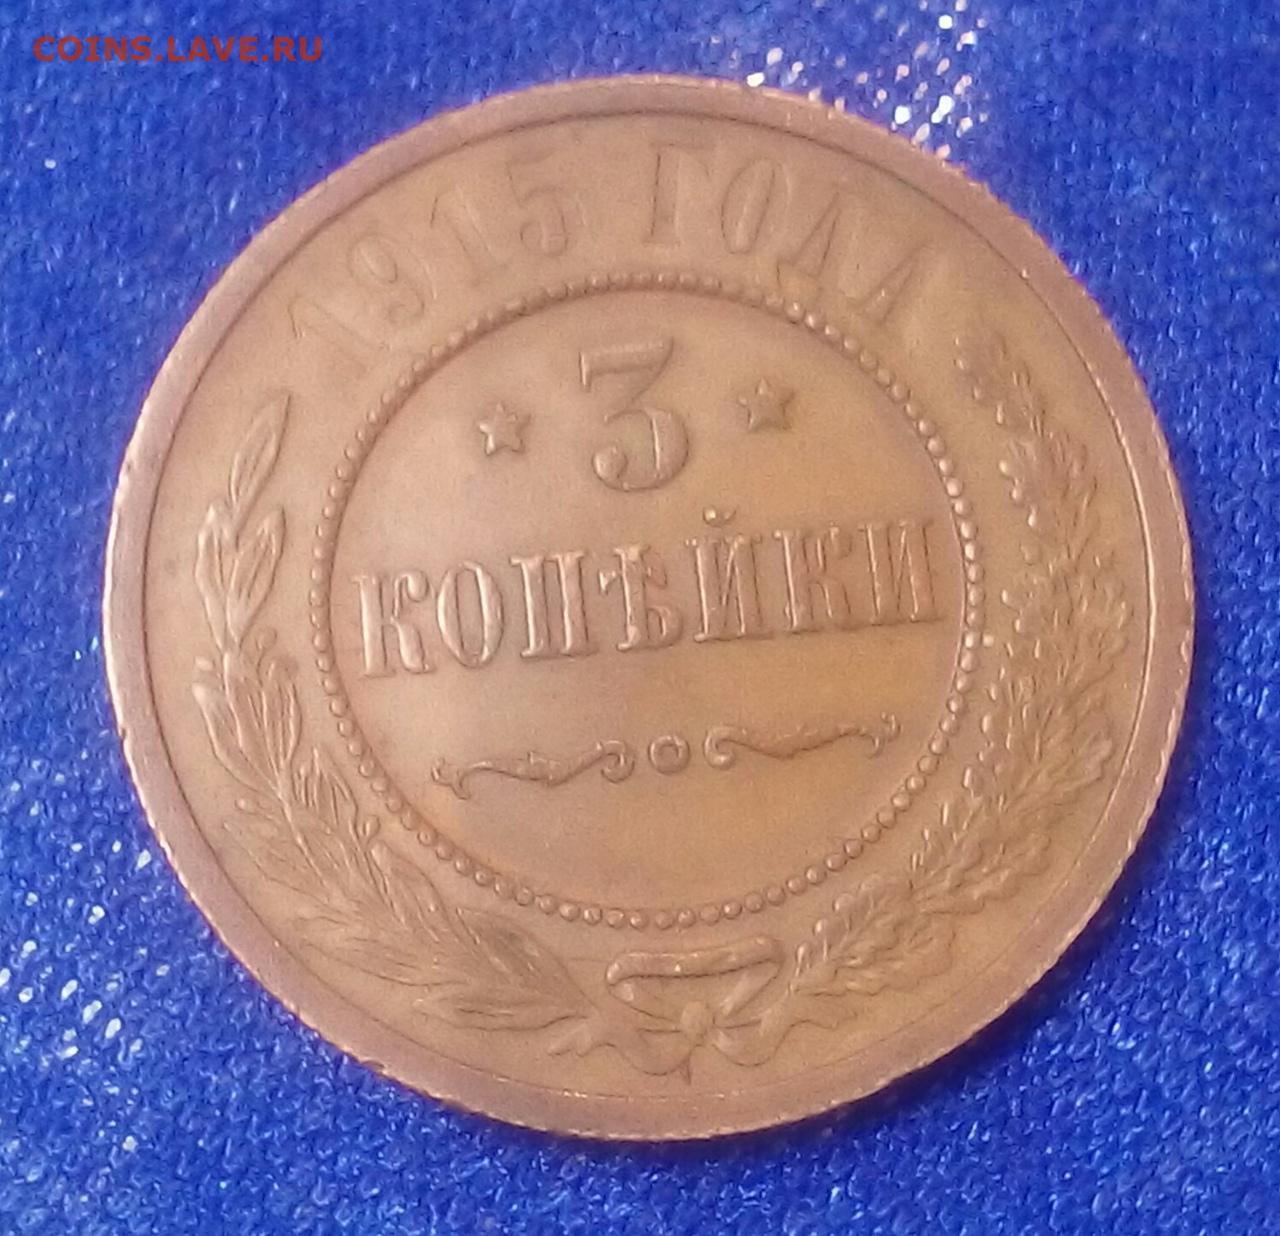 COINS.LAVE.RU
1915 ГОДА
3
КОПѢЙКИ